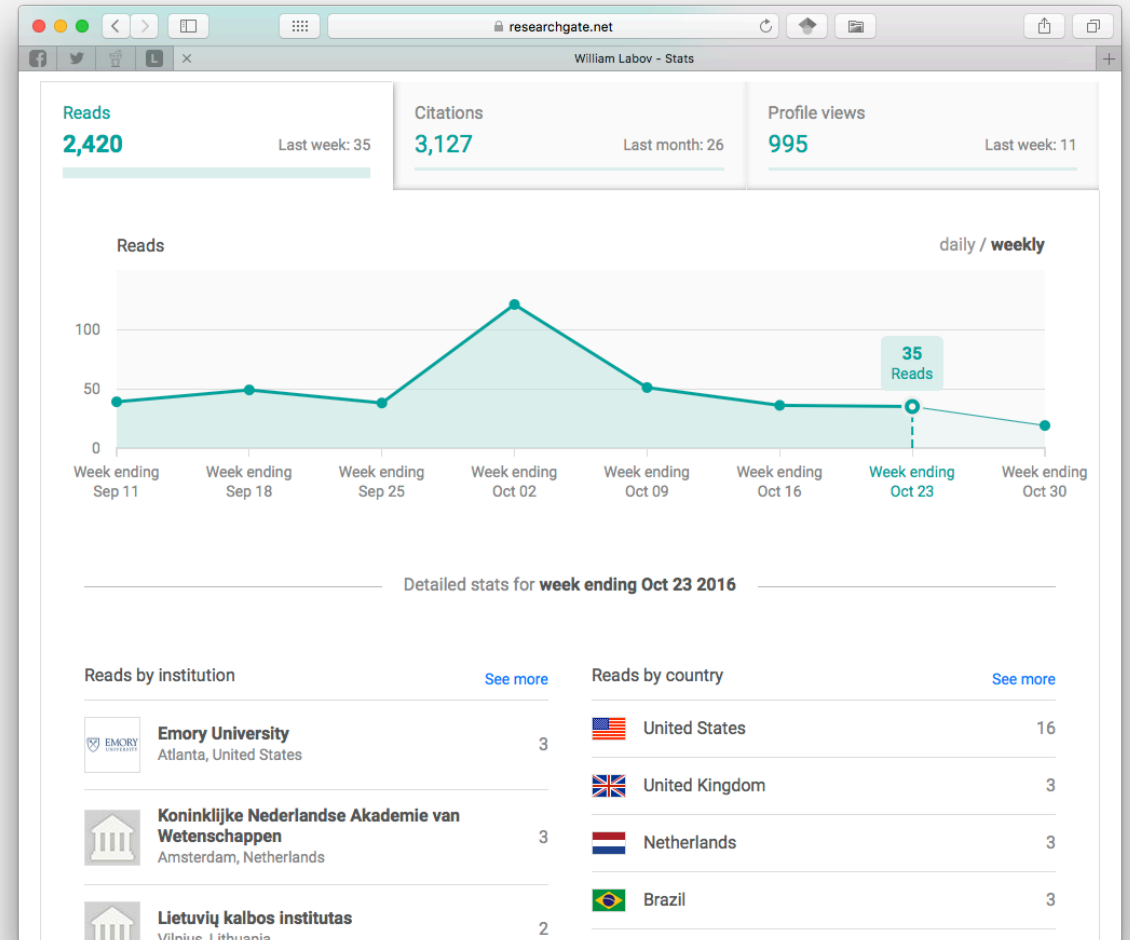 researchgate.net
William Labov - Stats
Reads
2,420
Last week: 35
Citations
3,127
Last month: 26
Profile views
995
Last week: 11
Reads
daily / weekly
100
50
0
35
Reads
Week ending
Sep 11
Week ending
Sep 18
Week ending
Sep 25
Week ending
Oct 02
Week ending
Oct 09
Week ending
Oct 16
Week ending
Oct 23
Week ending
Oct 30
Detailed stats for week ending Oct 23 2016
Reads by institution
See more
EMORY
UNIVERSITY
Emory University
Atlanta, United States
3
Koninklijke Nederlandse Akademie van
Wetenschappen
Amsterdam, Netherlands
3
Lietuvių kalbos institutas
Vilnius, Lithuania
2
Reads by country
See more
United States
16
United Kingdom
3
Netherlands
3
Brazil
3